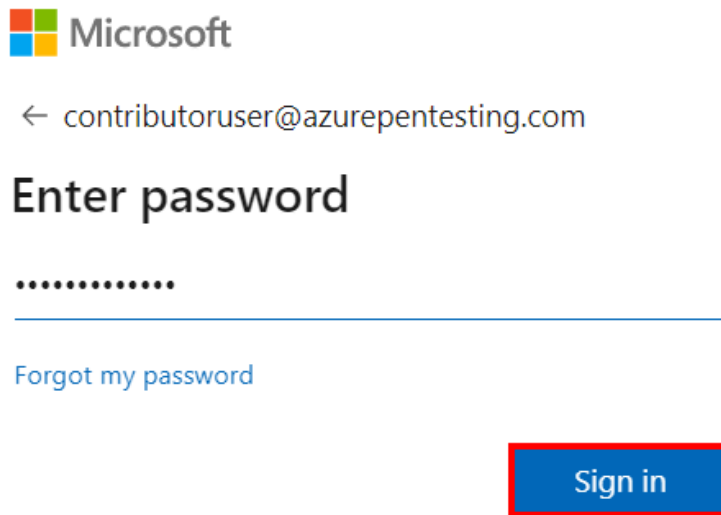 Microsoft
← contributoruser@azurepentesting.com
Enter password
•••••••••••••
Forgot my password
Sign in